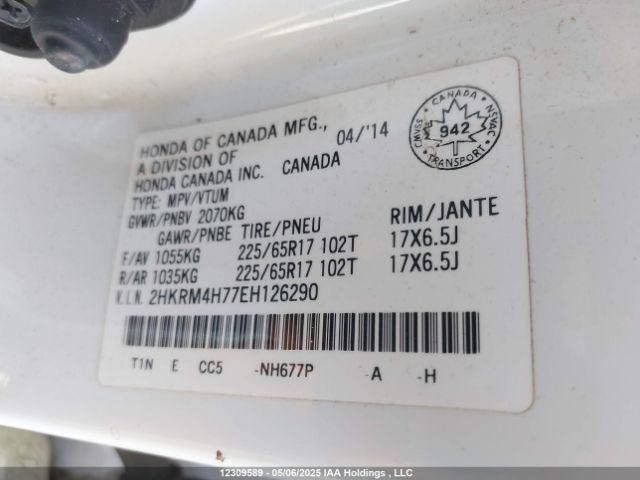 HONDA OF CANADA MFG., 04/'14
A DIVISION OF
HONDA CANADA INC. CANADA
TYPE: MPV/VTUM
GVWR/PNBV 2070KG
GAWR/PNBE TIRE/PNEU RIM/JANTE
F/AV 1055KG 225/65R17 102T 17X6.5J
R/AR 1035KG 225/65R17 102T 17X6.5J
V.I.N. 2HKRM4H77EH126290
T1N E CC5 -NH677P -A -H
CANADA
CMVSS 942 NSVAC
TRANSPORT
12309589 - 05/06/2025 IAA Holdings , LLC